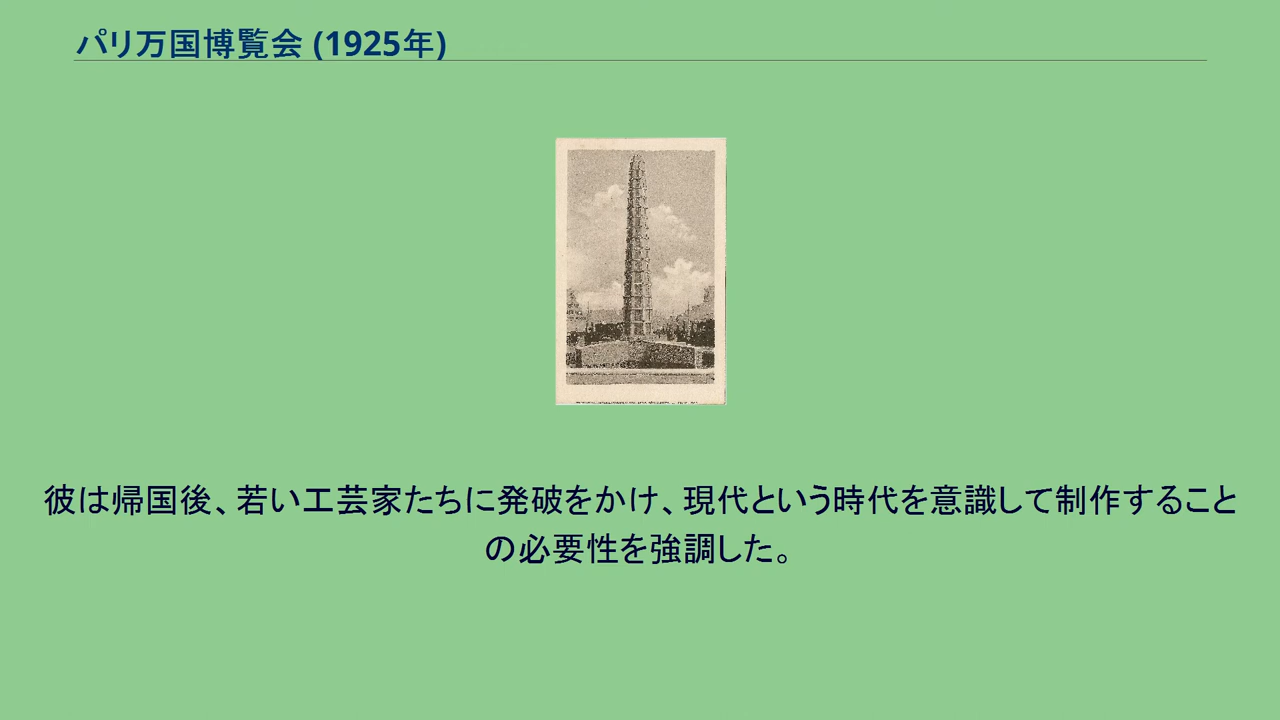 パリ万国博覧会 (1925年)
彼は帰国後、若い工芸家たちに発破をかけ、現代という時代を意識して制作すること
の必要性を強調した。